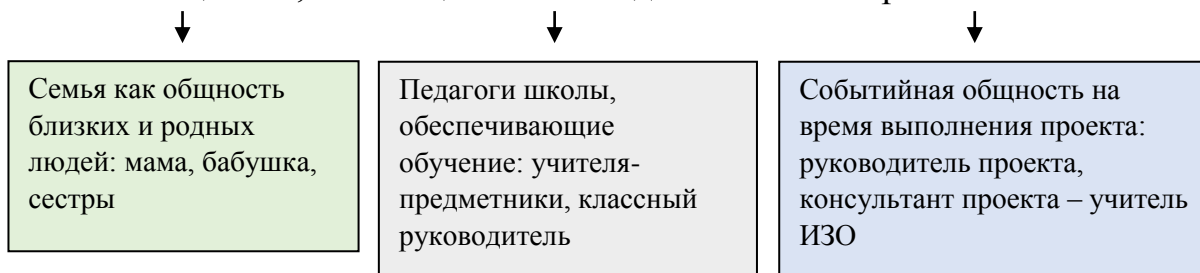 Семья как общность
близких и родных
людей: мама, бабушка,
сестры
Педагоги школы,
обеспечивающие
обучение: учителя-
предметники, классный
руководитель
Событийная общность на
время выполнения проекта:
руководитель проекта,
консультант проекта – учитель
ИЗО